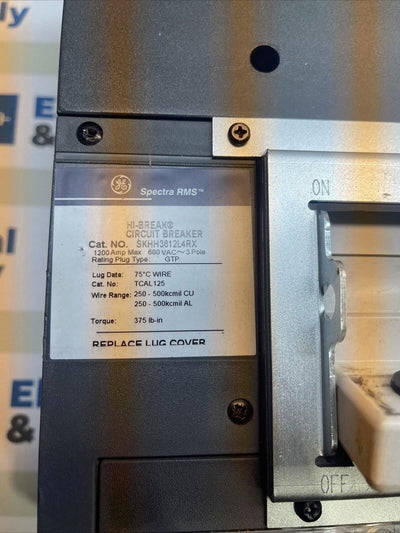 GE Spectra RMS™
HI-BREAK®
CIRCUIT BREAKER
Cat. NO. SKHH3612L4RX
1200 Amp Max 600 VAC~ 3 Pole
Rating Plug Type: GTP
Lug Data: 75°C WIRE
Cat. No: TCAL125
Wire Range: 250 - 500kcmil CU
250 - 500kcmil AL
Torque: 375 lb-in
REPLACE LUG COVER
ON
OFF